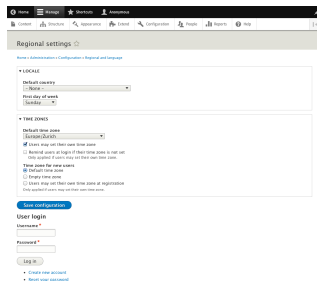 Home Manage Shortcuts Anonymous
Content Structure Appearance Extend Configuration People Reports Help
Regional settings
Home » Administration » Configuration » Regional and language
▾ LOCALE
Default country
- None -
First day of week
Sunday
▾ TIME ZONES
Default time zone
Europe/Zurich
Users may set their own time zone
Remind users at login if their time zone is not set
Only applied if users may set their own time zone.
Time zone for new users
Default time zone
Empty time zone
Users may set their own time zone at registration
Only applied if users may set their own time zone.
Save configuration
User login
Username *
Password *
Log in
• Create new account
• Reset your password